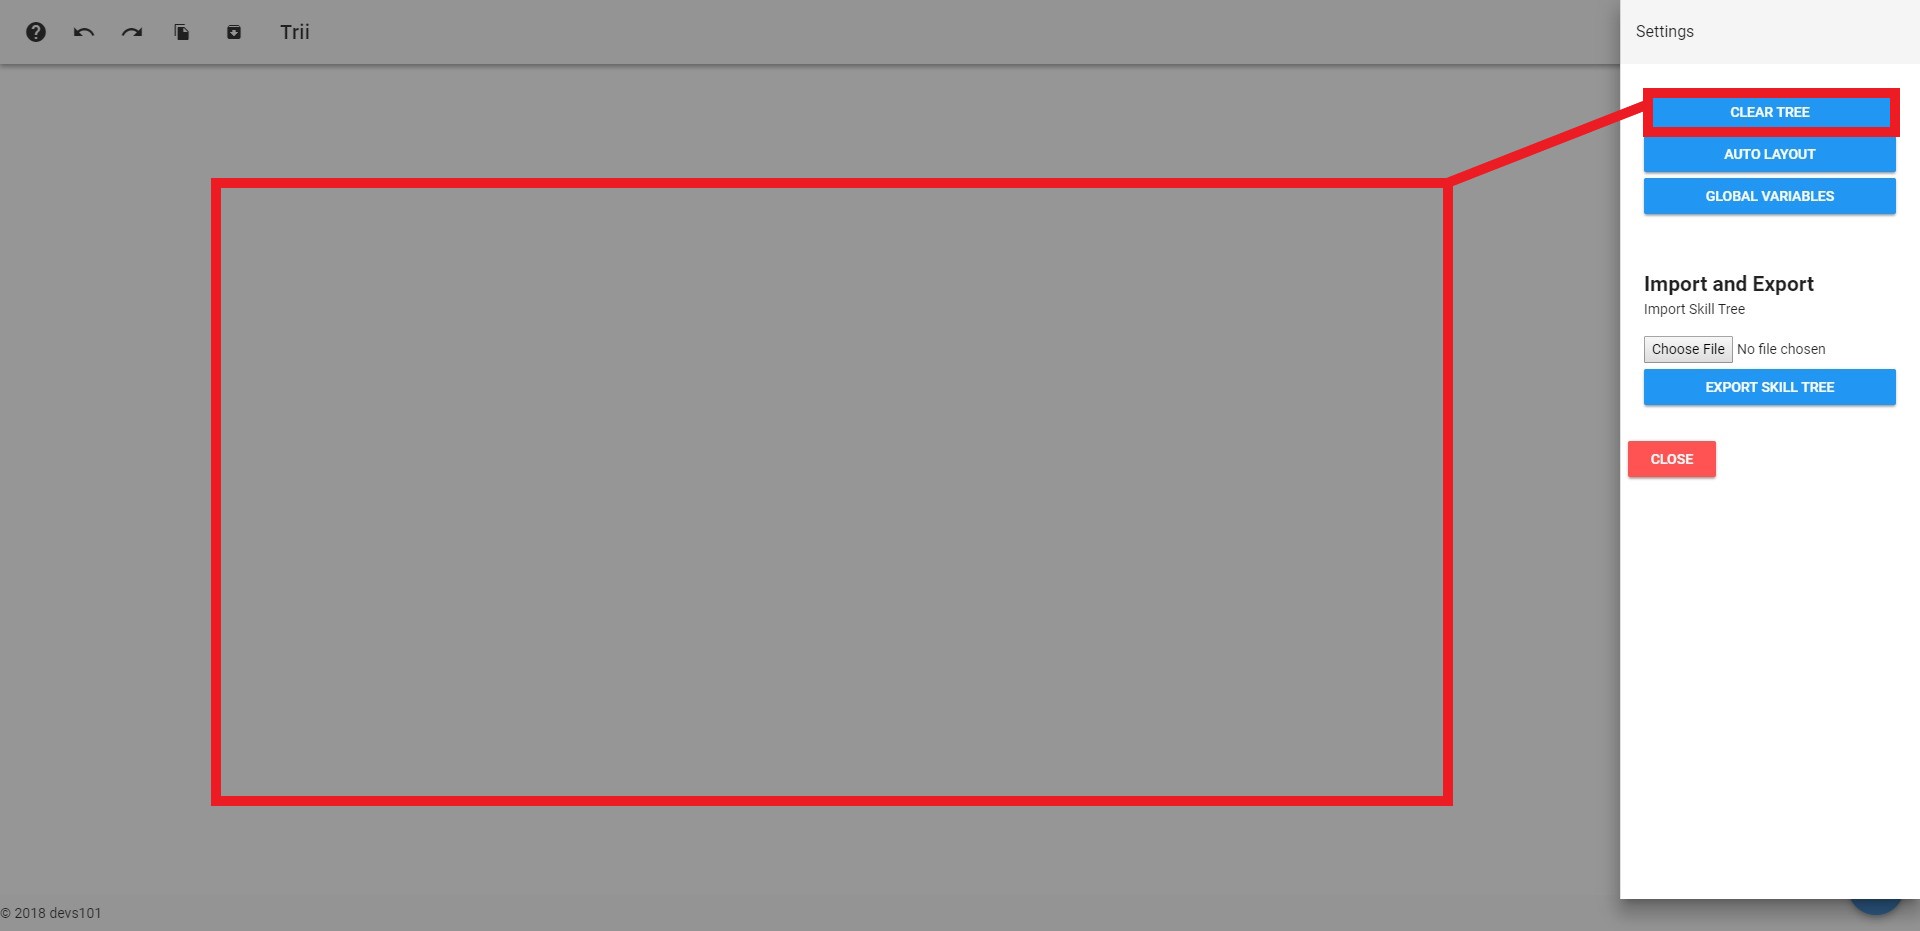 Trii
Settings
CLEAR TREE
AUTO LAYOUT
GLOBAL VARIABLES
Import and Export
Import Skill Tree
Choose File No file chosen
EXPORT SKILL TREE
CLOSE
© 2018 devs101